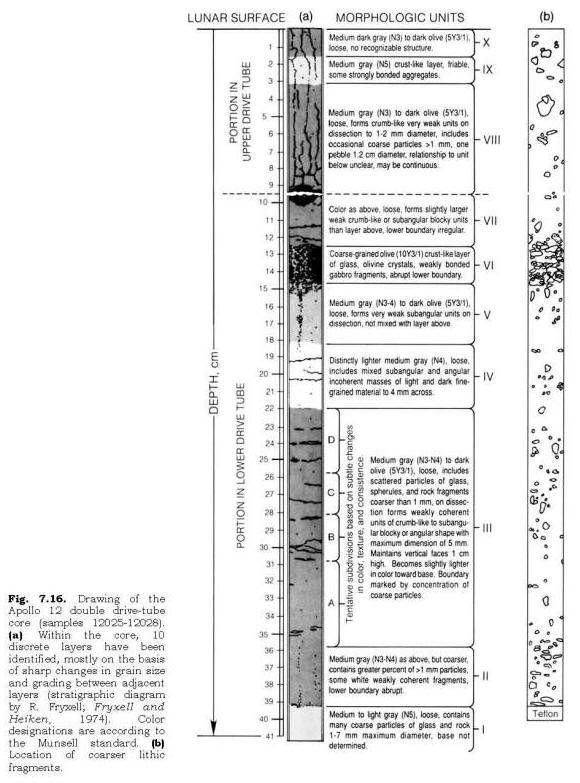 LUNAR SURFACE (a) MORPHOLOGIC UNITS (b)
Medium dark gray (N3) to dark olive (5Y3/1),
loose, no recognizable structure.
X
Medium gray (N5) crust-like layer, friable,
some strongly bonded aggregates.
IX
Medium gray (N3) to dark olive (5Y3/1),
loose, forms crumb-like very weak units on
dissection to 1-2 mm diameter, includes
occasional coarse particles >1 mm, one
pebble 1.2 cm diameter, relationship to unit
below unclear, may be continuous.
VIII
Color as above, loose, forms slightly larger
weak crumb-like or subangular blocky units
than layer above, lower boundary irregular.
VII
Coarse-grained olive (10Y3/1) crust-like layer
of glass, olivine crystals, weakly bonded
gabbro fragments, abrupt lower boundary.
VI
Medium gray (N3-4) to dark olive (5Y3/1),
loose, forms very weak subangular units on
dissection, not mixed with layer above.
V
Distinctly lighter medium gray (N4), loose,
includes mixed subangular and angular
incoherent masses of light and dark fine-
grained material to 4 mm across.
IV
D
C
B
A
Tentative subdivisions based on subtle changes
in color, texture, and consistence
Medium gray (N3-N4) to dark
olive (5Y3/1), loose, includes
scattered particles of glass,
spherules, and rock fragments
coarser than 1 mm, on dissec-
tion forms weakly coherent
units of crumb-like to subangu-
lar blocky or angular shape with
maximum dimension of 5 mm.
Maintains vertical faces 1 cm
high. Becomes slightly lighter
in color toward base. Boundary
marked by concentration of
coarse particles.
III
Medium gray (N3-N4) as above, but coarser,
contains greater percent of >1 mm particles,
some white weakly coherent fragments,
lower boundary abrupt.
II
Medium to light gray (N5), loose, contains
many coarse particles of glass and rock
1-7 mm maximum diameter, base not
determined.
I
Teflon
DEPTH, cm
PORTION IN
UPPER DRIVE TUBE
PORTION IN LOWER DRIVE TUBE
1
2
3
4
5
6
7
8
9
10
11
12
13
14
15
16
17
18
19
20
21
22
23
24
25
26
27
28
29
30
31
32
33
34
35
36
37
38
39
40
41
Fig. 7.16. Drawing of the
Apollo 12 double drive-tube
core (samples 12025-12028).
(a) Within the core, 10
discrete layers have been
identified, mostly on the basis
of sharp changes in grain size
and grading between adjacent
layers (stratigraphic diagram
by R. Fryxell; Fryxell and
Heiken, 1974). Color
designations are according to
the Munsell standard. (b)
Location of coarser lithic
fragments.